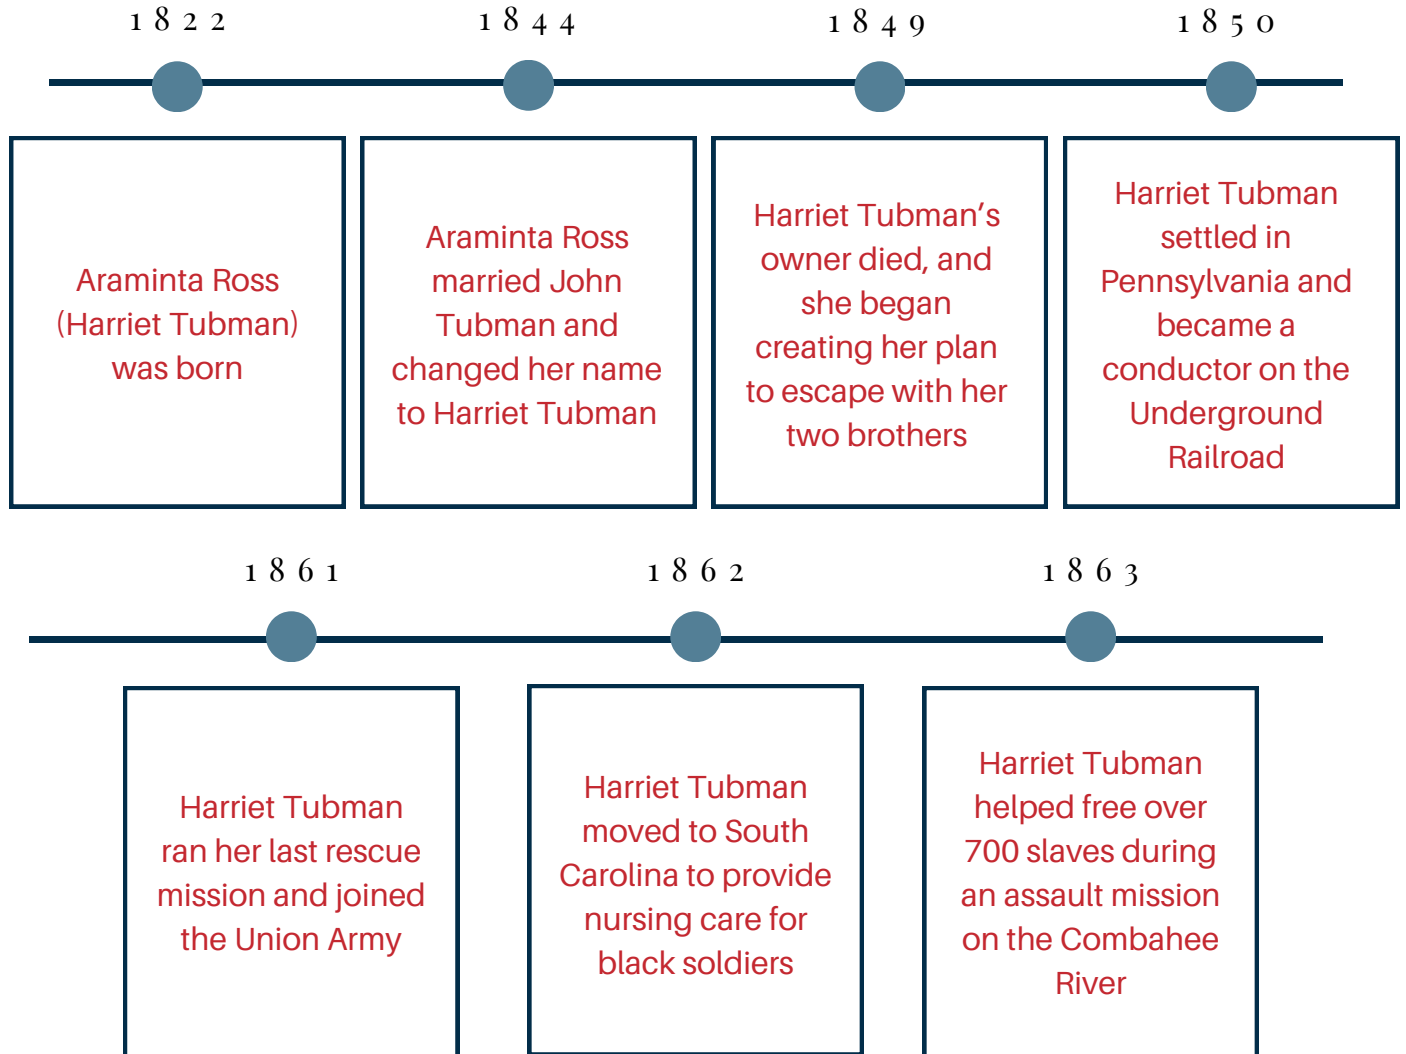 1822 1844 1849 1850
Araminta Ross
(Harriet Tubman)
was born
Araminta Ross
married John
Tubman and
changed her name
to Harriet Tubman
Harriet Tubman’s
owner died, and
she began
creating her plan
to escape with her
two brothers
Harriet Tubman
settled in
Pennsylvania and
became a
conductor on the
Underground
Railroad
1861 1862 1863
Harriet Tubman
ran her last rescue
mission and joined
the Union Army
Harriet Tubman
moved to South
Carolina to provide
nursing care for
black soldiers
Harriet Tubman
helped free over
700 slaves during
an assault mission
on the Combahee
River